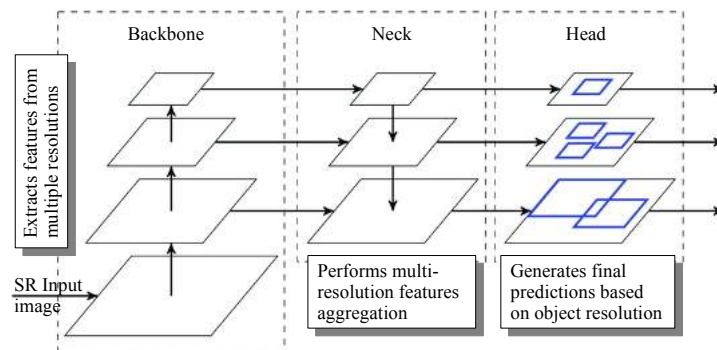 Backbone
Neck
Head
Extracts features from
multiple resolutions
SR Input
image
Performs multi-
resolution features
aggregation
Generates final
predictions based
on object resolution